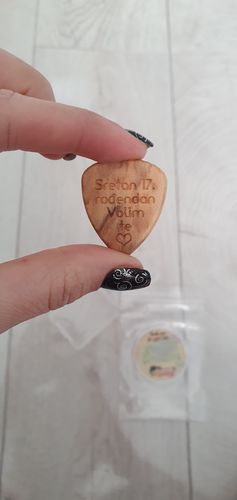 Sretan 17.
rođendan
Volim
te